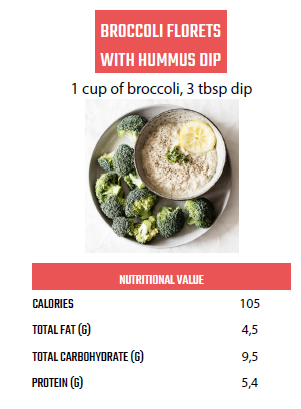 BROCCOLI FLORETS
WITH HUMMUS DIP
1 cup of broccoli, 3 tbsp dip
NUTRITIONAL VALUE
CALORIES 105
TOTAL FAT (G) 4,5
TOTAL CARBOHYDRATE (G) 9,5
PROTEIN (G) 5,4